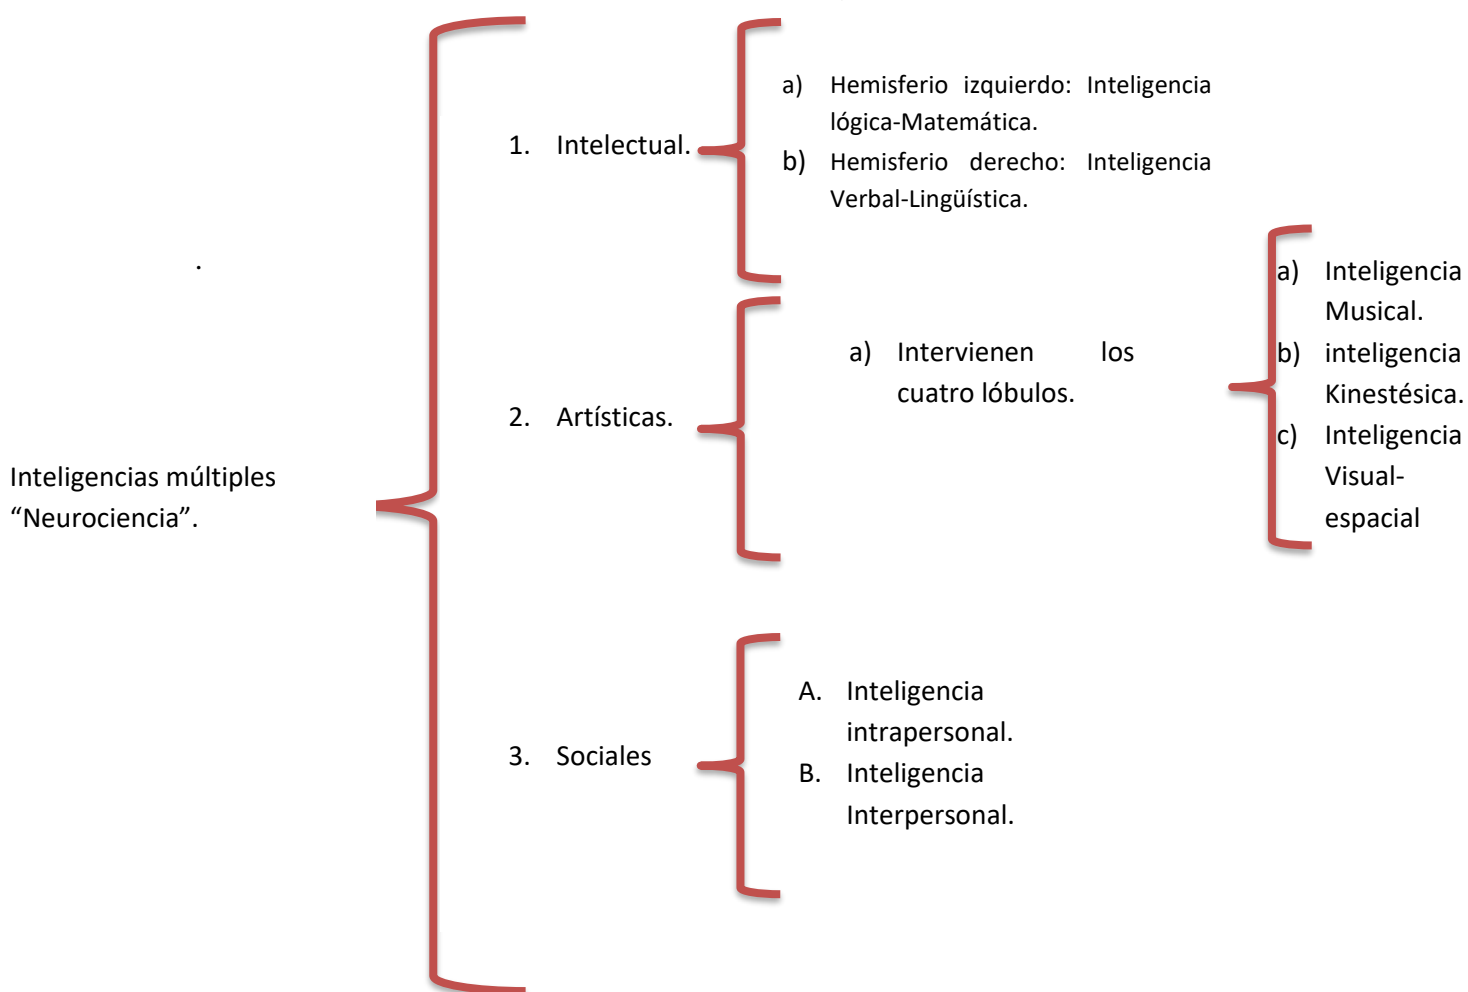 a) Hemisferio izquierdo: Inteligencia
lógica-Matemática.
1. Intelectual.
b) Hemisferio derecho: Inteligencia
Verbal-Lingüística.
.
a) Inteligencia
Musical.
a) Intervienen los
cuatro lóbulos.
b) inteligencia
Kinestésica.
2. Artísticas.
c) Inteligencia
Visual-
espacial
Inteligencias múltiples
“Neurociencia”.
A. Inteligencia
intrapersonal.
3. Sociales
B. Inteligencia
Interpersonal.